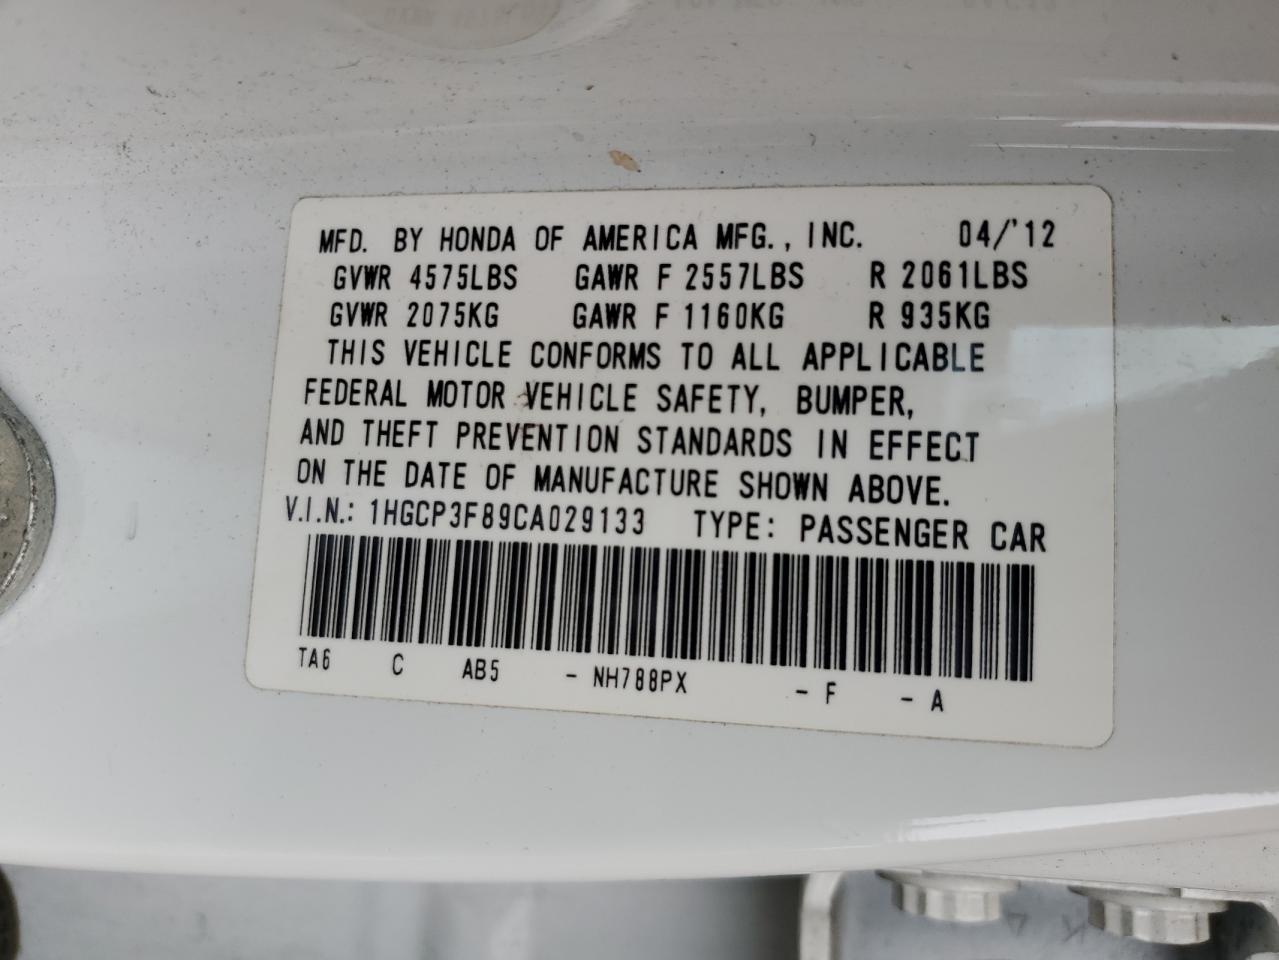 MFD. BY HONDA OF AMERICA MFG., INC. 04/'12
GVWR 4575LBS GAWR F 2557LBS R 2061LBS
GVWR 2075KG GAWR F 1160KG R 935KG
THIS VEHICLE CONFORMS TO ALL APPLICABLE
FEDERAL MOTOR VEHICLE SAFETY, BUMPER,
AND THEFT PREVENTION STANDARDS IN EFFECT
ON THE DATE OF MANUFACTURE SHOWN ABOVE.
V.I.N.: 1HGCP3F89CA029133 TYPE: PASSENGER CAR
TA6 C AB5 - NH788PX - F - A